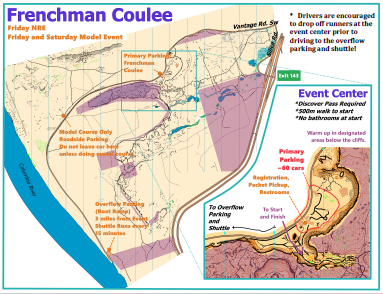 Frenchman Coulee
Friday NRE
Friday and Saturday Model Event
Vantage Rd. Sw
• Drivers are encouraged
to drop off runners at the
event center prior to
driving to the overflow
parking and shuttle!
Primary Parking
Frenchman
Coulee
Exit 143
Event Center
*Discover Pass Required
*500m walk to start
*No bathrooms at start
Warm up in designated
areas below the cliffs.
Model Course Only
Roadside Parking
Do not leave car here
unless doing model course
Primary
Parking
~60 cars
Registration,
Packet Pickup,
Restrooms
Columbia River
Overflow Parking
(Boat Ramp)
3 miles from Event
Shuttle Runs every
15 minutes
To Overflow
Parking
and
Shuttle
To Start
and Finish